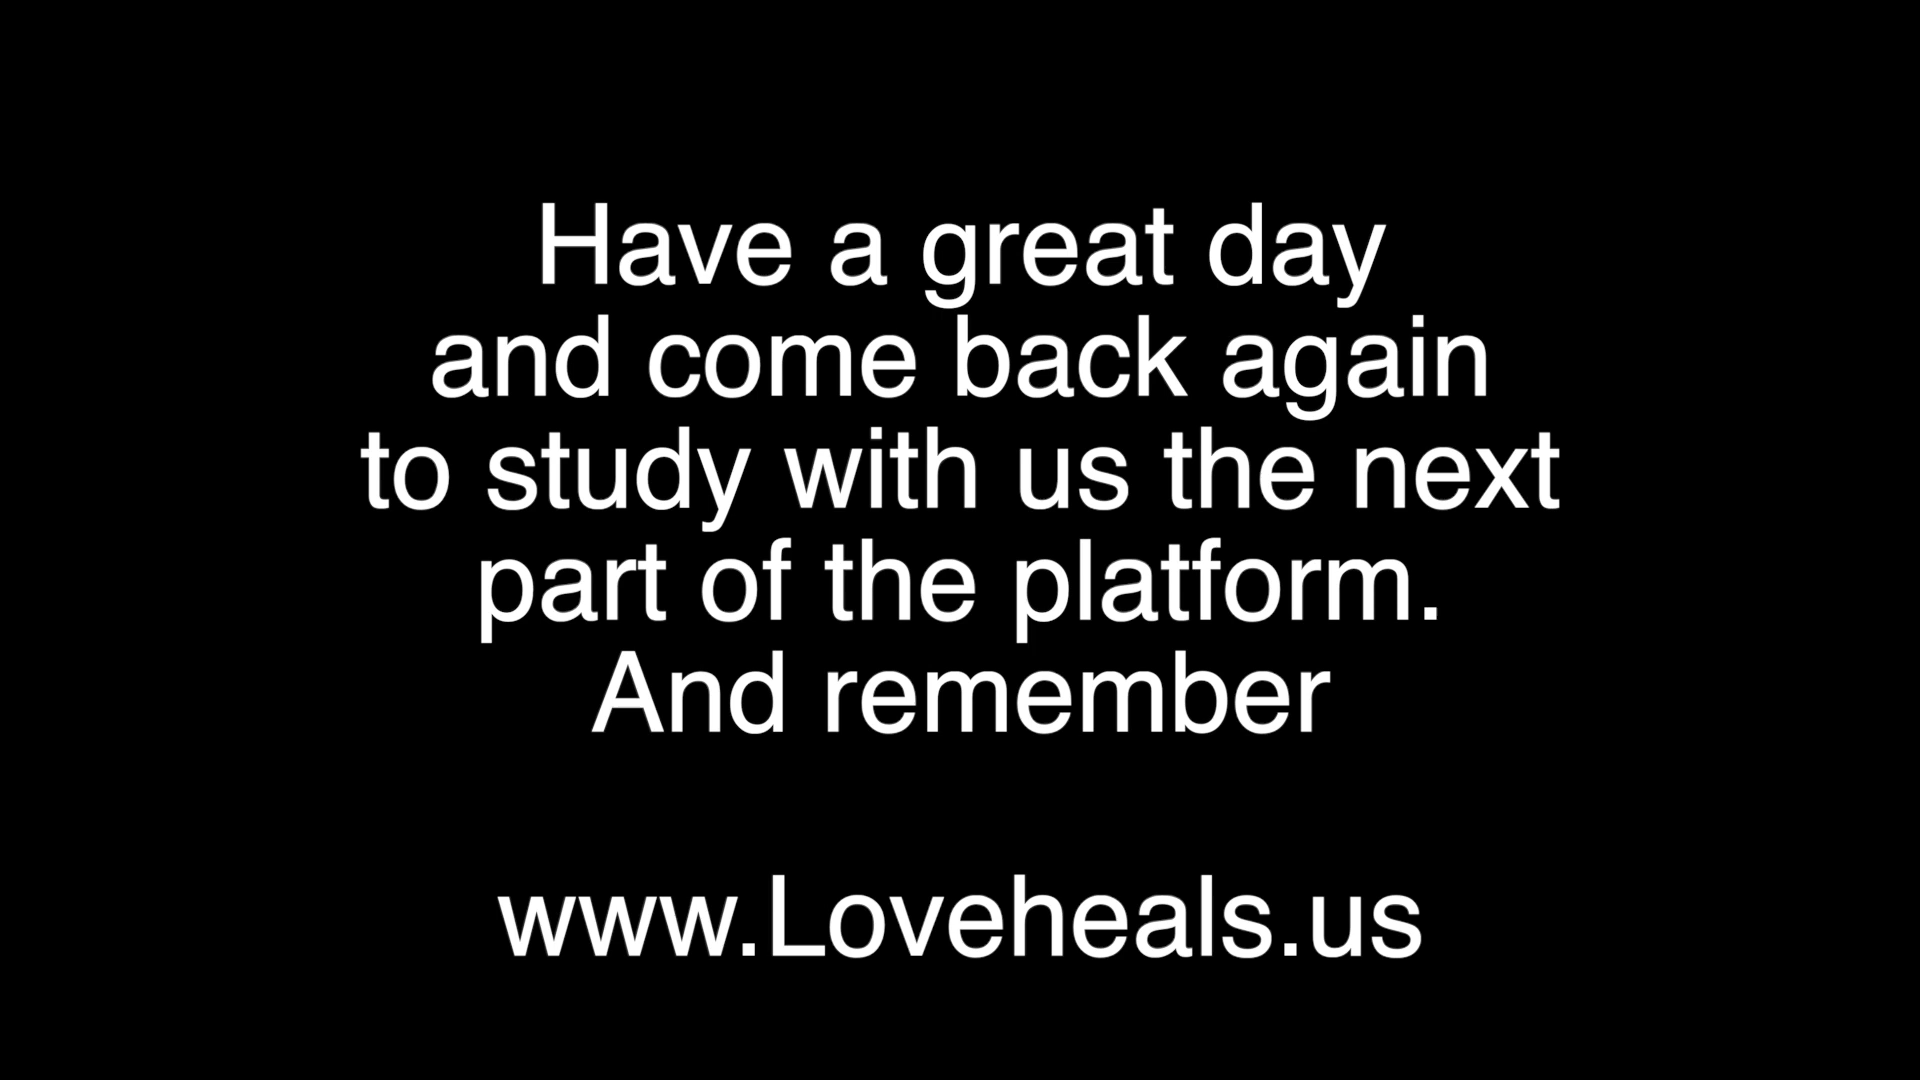 Have a great day
and come back again
to study with us the next
part of the platform.
And remember
www.Loveheals.us